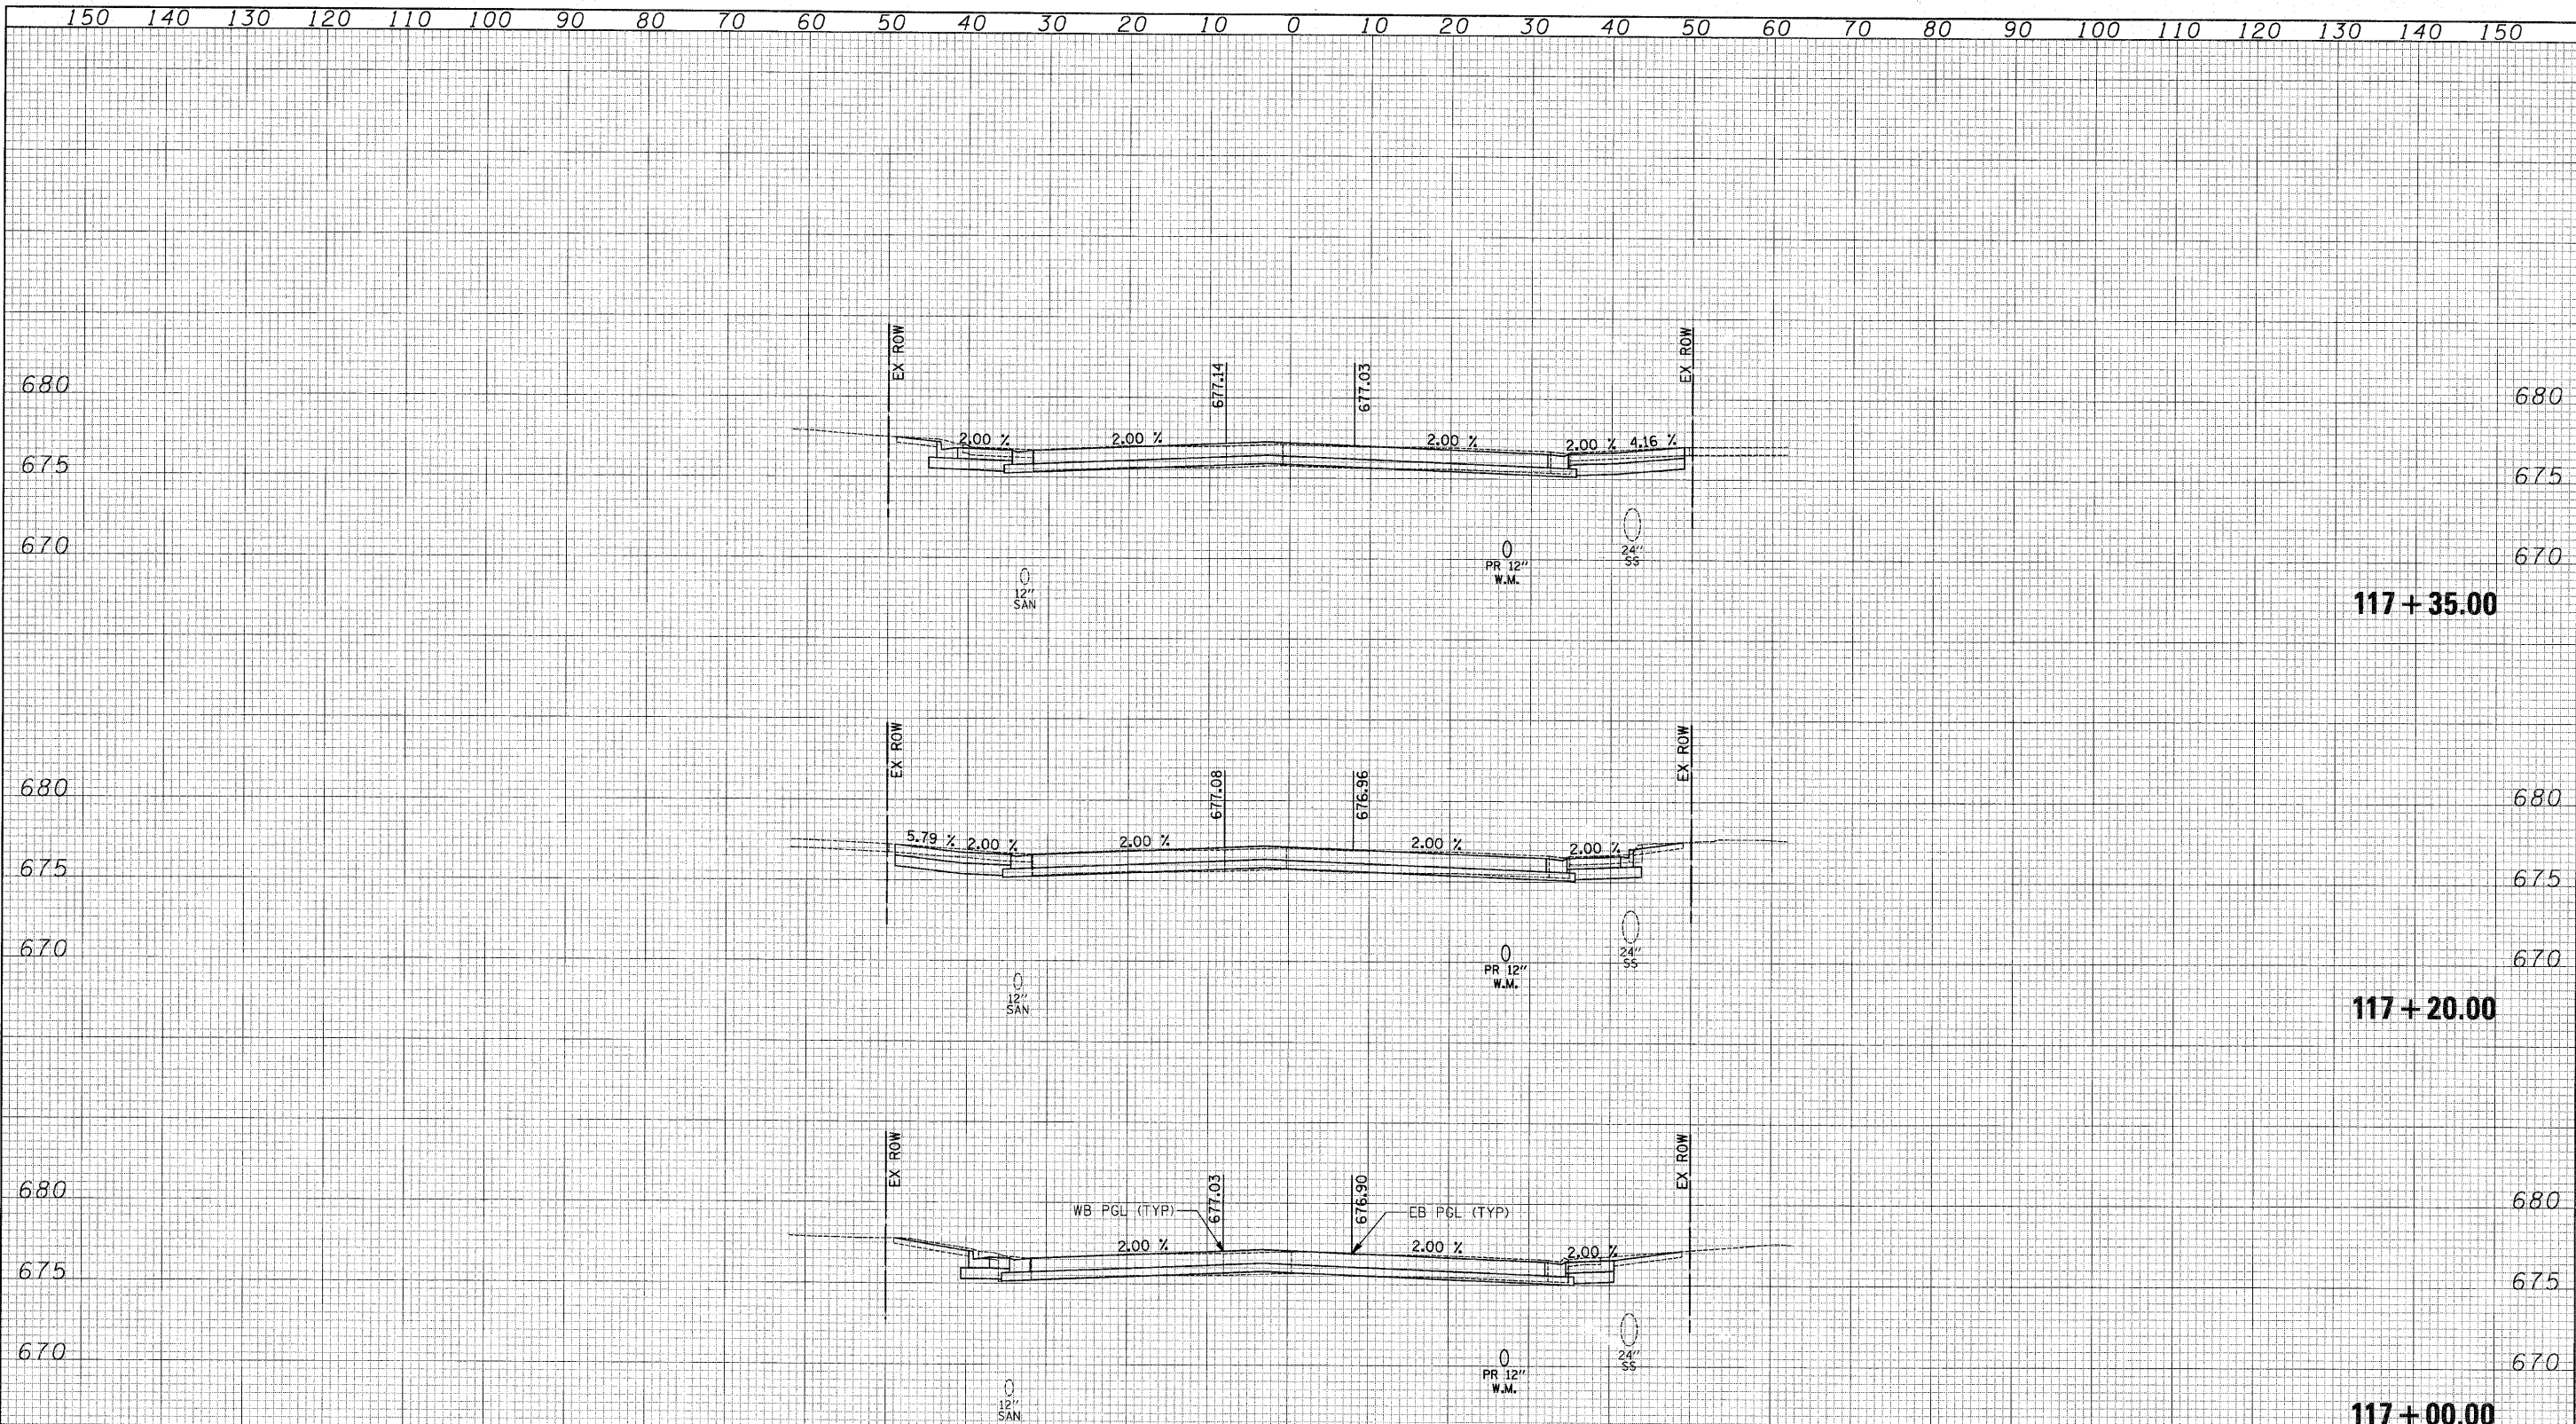 150 140 130 120 110 100 90 80 70 60 50 40 30 20 10 0 10 20 30 40 50 60 70 80 90 100 110 120 130 140 150
EX ROW 677.14 677.03 EX ROW
680 680
2.00 % 2.00 % 2.00 % 2.00 % 4.16 %
675 675
670 670
12" SAN
PR 12" W.M.
24" SS
117 + 35.00
EX ROW 677.08 676.96 EX ROW
680 680
5.79 % 2.00 % 2.00 % 2.00 % 2.00 %
675 675
670 670
12" SAN
PR 12" W.M.
24" SS
117 + 20.00
EX ROW 677.03 676.90 EX ROW
680 680
WB PGL (TYP) EB PGL (TYP)
2.00 % 2.00 % 2.00 %
675 675
670 670
12" SAN
PR 12" W.M.
24" SS
117 + 00.00